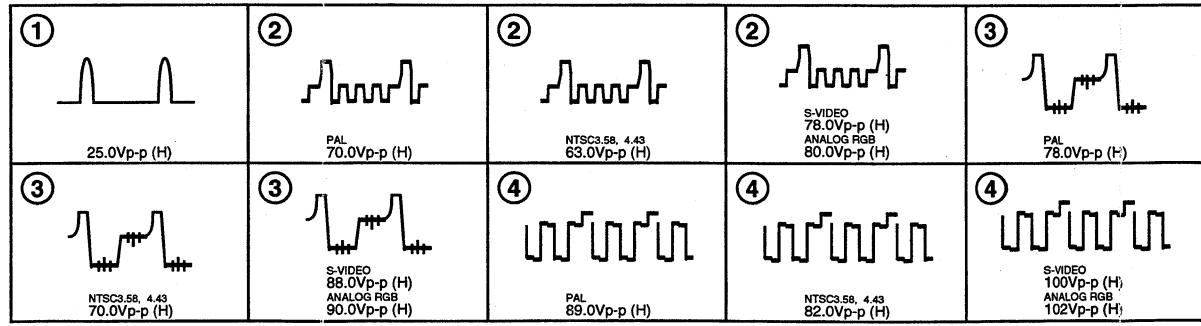 ①
25.0Vp-p (H)
②
PAL
70.0Vp-p (H)
②
NTSC3.58, 4.43
63.0Vp-p (H)
②
S-VIDEO
78.0Vp-p (H)
ANALOG RGB
80.0Vp-p (H)
③
PAL
78.0Vp-p (H)
③
NTSC3.58, 4.43
70.0Vp-p (H)
③
S-VIDEO
88.0Vp-p (H)
ANALOG RGB
90.0Vp-p (H)
④
PAL
89.0Vp-p (H)
④
NTSC3.58, 4.43
82.0Vp-p (H)
④
S-VIDEO
100Vp-p (H)
ANALOG RGB
102Vp-p (H)